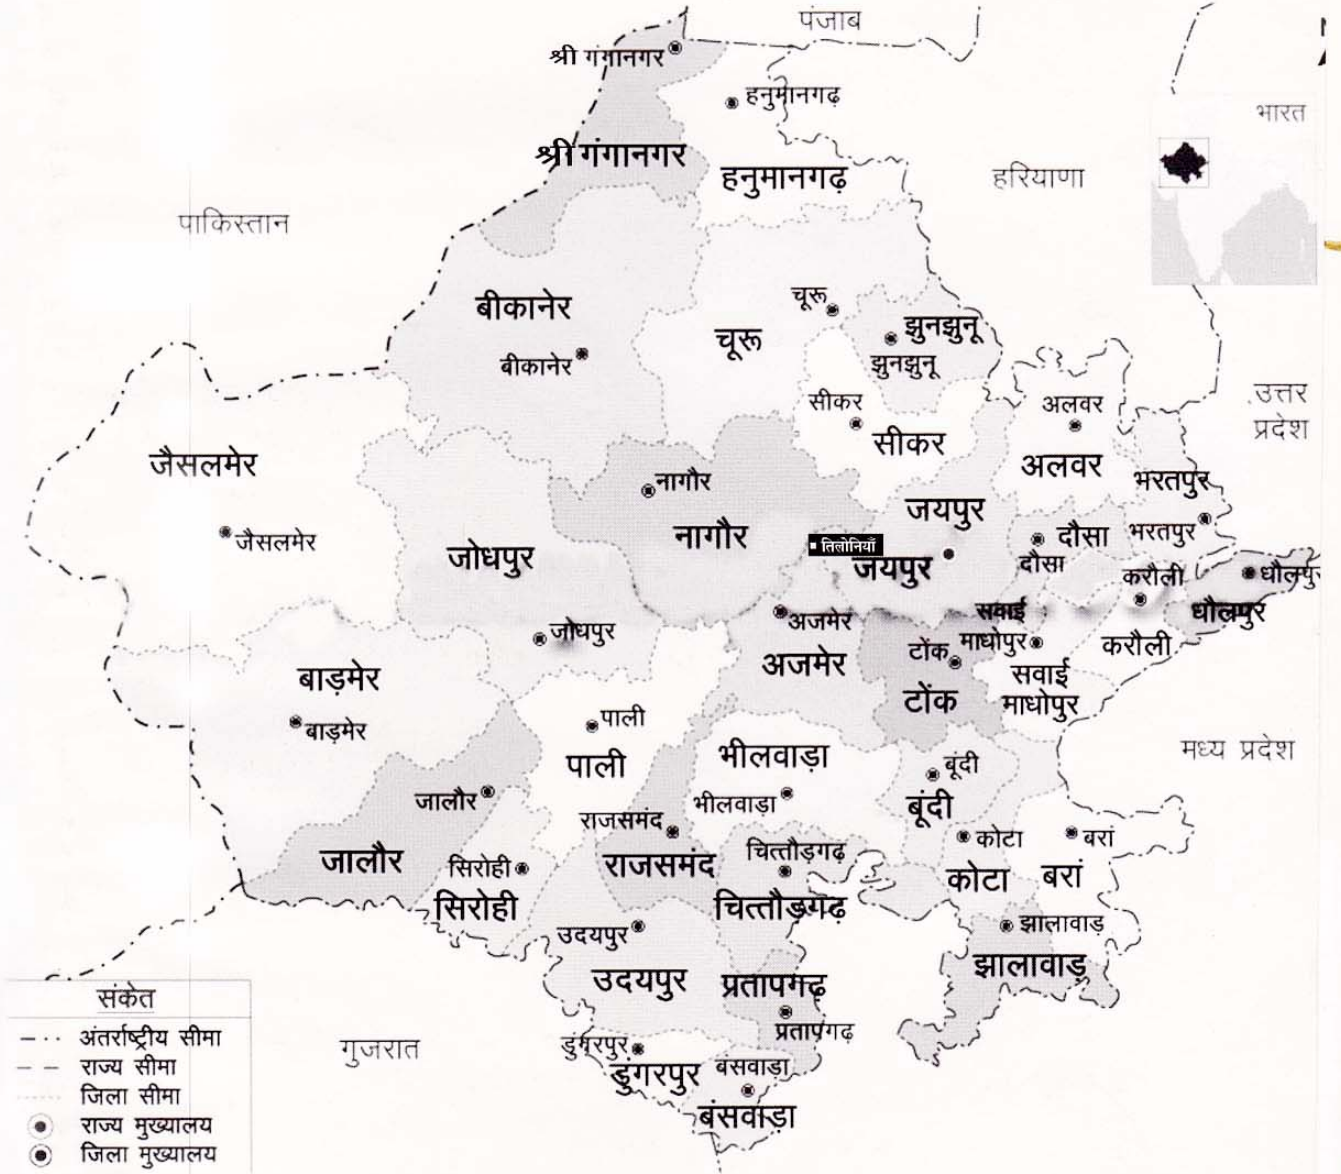 पंजाब
श्री गंगानगर
हनुमानगढ़
भारत
श्री गंगानगर
हनुमानगढ़
हरियाणा
पाकिस्तान
बीकानेर
चूरू
चूरू
झुनझुनू
झुनझुनू
बीकानेर
सीकर
सीकर
अलवर
अलवर
उत्तर
प्रदेश
जैसलमेर
जैसलमेर
नागौर
नागौर
भरतपुर
भरतपुर
जयपुर
जयपुर
तिलोनियाँ
दौसा
दौसा
जोधपुर
जोधपुर
करौली
करौली
धौलपुर
धौलपुर
अजमेर
अजमेर
सवाई
माधोपुर
सवाई
माधोपुर
टोंक
टोंक
बाड़मेर
बाड़मेर
पाली
पाली
भीलवाड़ा
भीलवाड़ा
बूंदी
बूंदी
मध्य प्रदेश
जालौर
जालौर
राजसमंद
राजसमंद
कोटा
कोटा
बरां
बरां
चित्तौड़गढ़
चित्तौड़गढ़
सिरोही
सिरोही
उदयपुर
उदयपुर
झालावाड़
झालावाड़
प्रतापगढ़
प्रतापगढ़
डुंगरपुर
डुंगरपुर
बंसवाड़ा
बंसवाड़ा
गुजरात
संकेत
अंतर्राष्ट्रीय सीमा
राज्य सीमा
जिला सीमा
राज्य मुख्यालय
जिला मुख्यालय